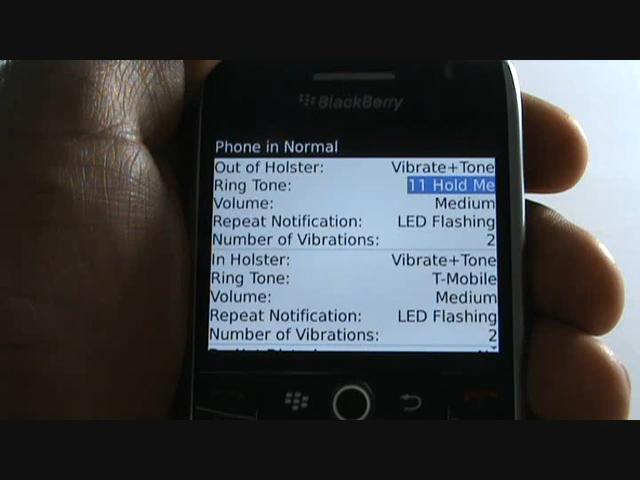 BlackBerry
Phone in Normal
Out of Holster: Vibrate+Tone
Ring Tone: 11 Hold Me
Volume: Medium
Repeat Notification: LED Flashing
Number of Vibrations: 2
In Holster: Vibrate+Tone
Ring Tone: T-Mobile
Volume: Medium
Repeat Notification: LED Flashing
Number of Vibrations: 2